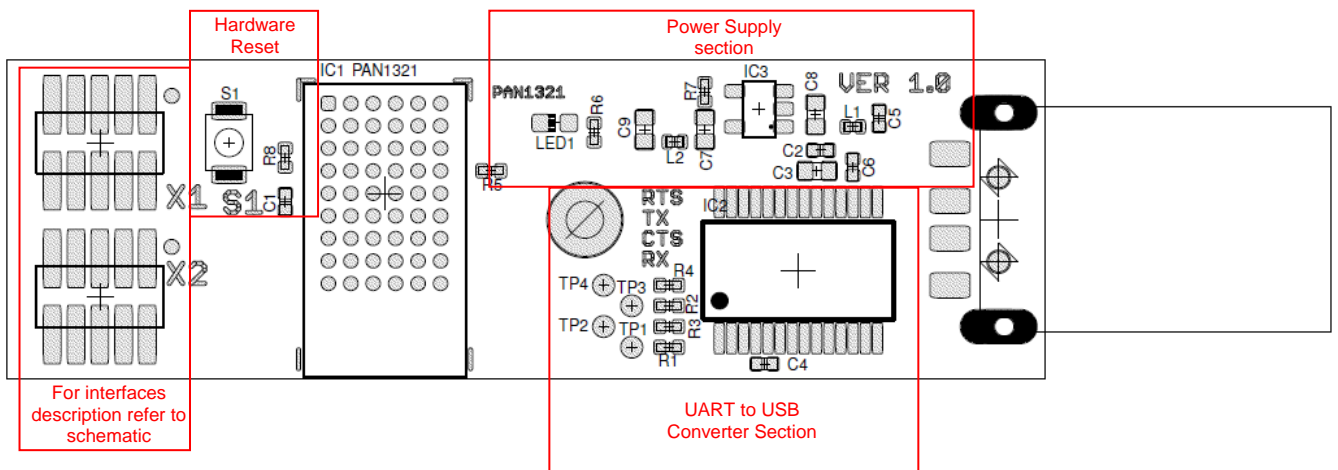 Hardware
Reset
Power Supply
section
IC1 PAN1321
IC3
VER 1.0
S1
PAN1321
R7
C8
R6
C9
LED1
L1
C5
L2
C7
C2
C3
C6
R8
R5
X1
S1
C1
RTS
IC2
TX
CTS
RX
X2
R4
TP4
TP3
R2
TP2
TP1
R3
R1
C4
For interfaces
description refer to
schematic
UART to USB
Converter Section